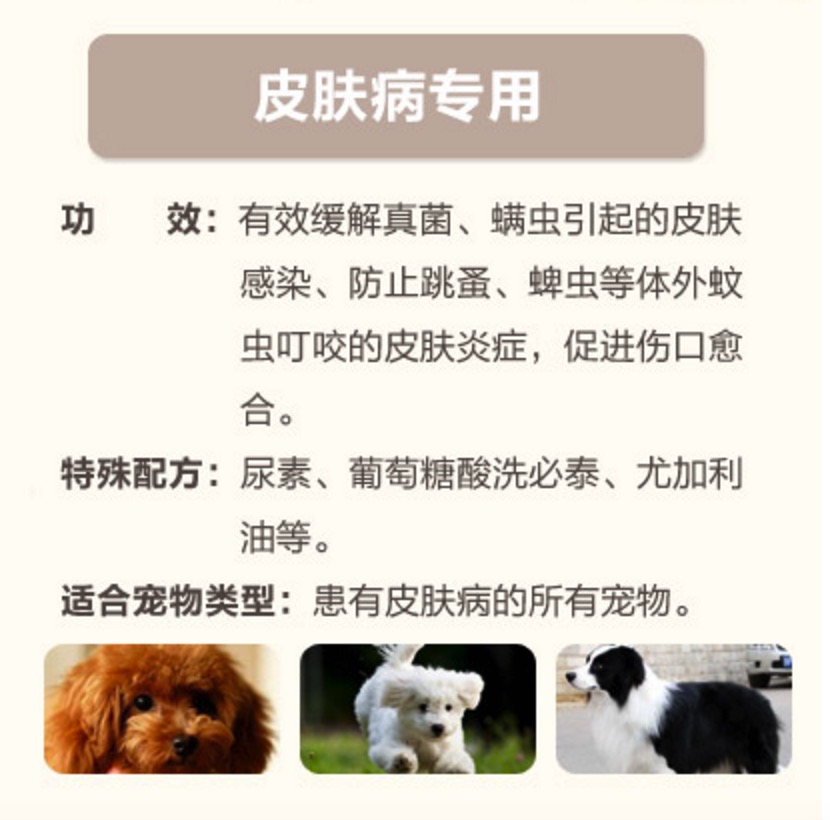 皮肤病专用
功 效：有效缓解真菌、螨虫引起的皮肤
感染、防止跳蚤、蜱虫等体外蚊
虫叮咬的皮肤炎症，促进伤口愈
合。
特殊配方：尿素、葡萄糖酸洗必泰、尤加利
油等。
适合宠物类型：患有皮肤病的所有宠物。